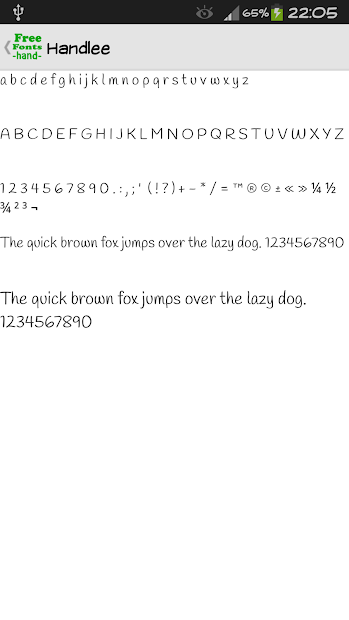 65% 22:05
Free
Fonts
-hand-
Handlee
a b c d e f g h i j k l m n o p q r s t u v w x y z
A B C D E F G H I J K L M N O P Q R S T U V W X Y Z
1 2 3 4 5 6 7 8 9 0 . : , ; ' ( ! ? ) + - * / = ™ ® © ± « » ¼ ½
¾ ² ³ ¬
The quick brown fox jumps over the lazy dog. 1234567890
The quick brown fox jumps over the lazy dog.
1234567890